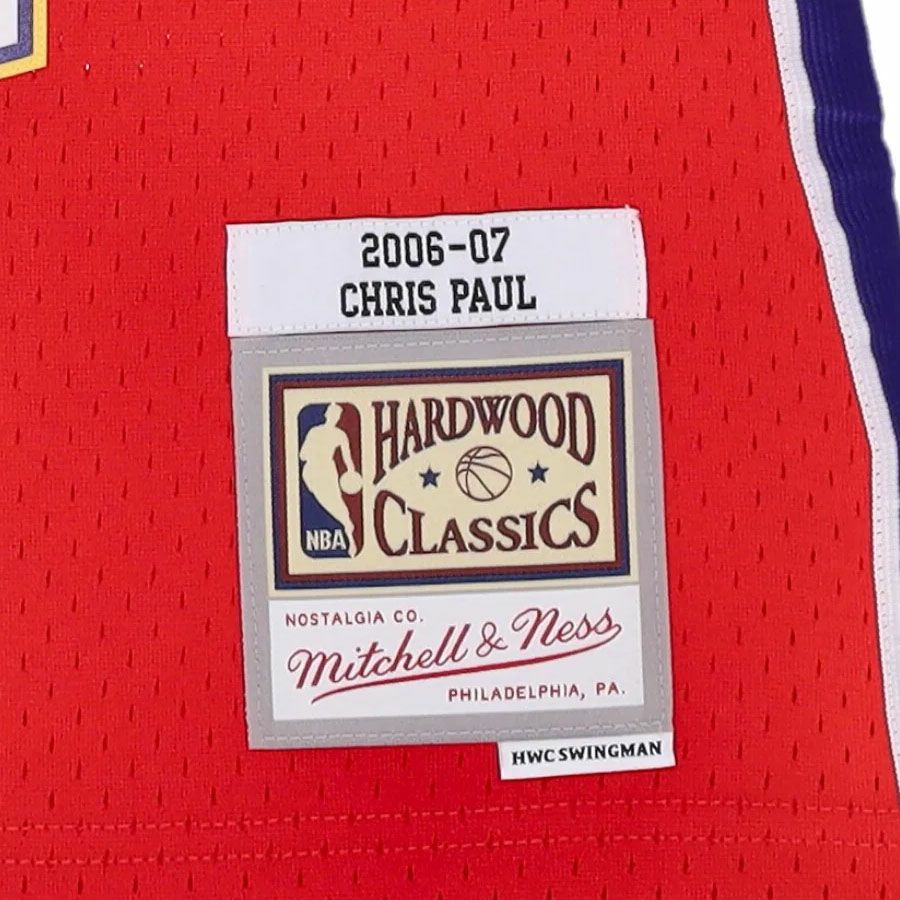 2006-07
CHRIS PAUL
HARDWOOD
CLASSICS
NBA
NOSTALGIA CO.
Mitchell & Ness
PHILADELPHIA, PA.
HWC SWINGMAN